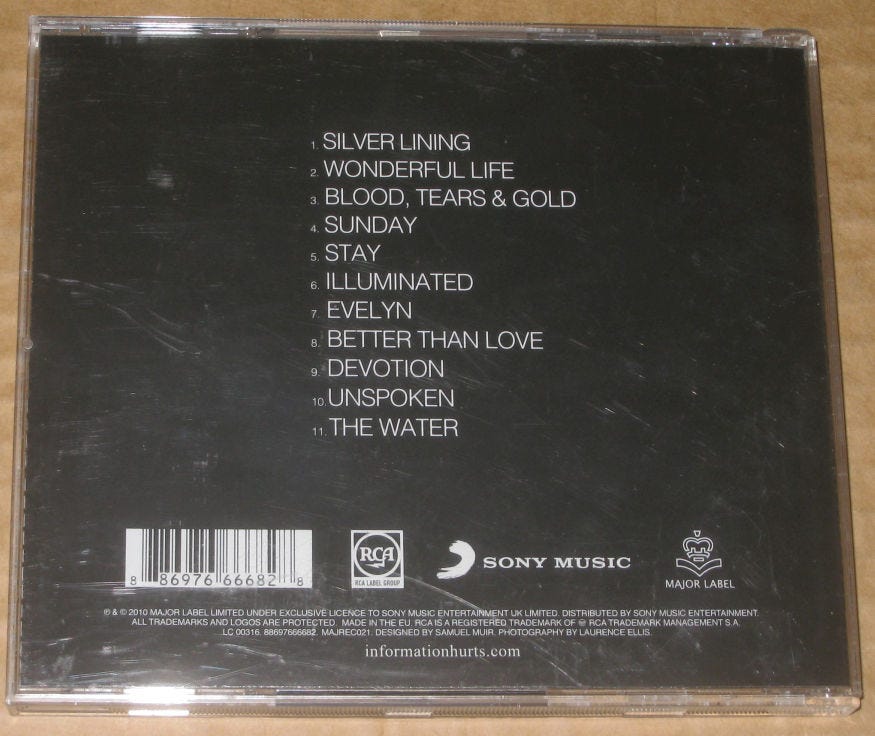 1. SILVER LINING
2. WONDERFUL LIFE
3. BLOOD, TEARS & GOLD
4. SUNDAY
5. STAY
6. ILLUMINATED
7. EVELYN
8. BETTER THAN LOVE
9. DEVOTION
10. UNSPOKEN
11. THE WATER
8 86976 66682 8
RCA
RCA LABEL GROUP
SONY MUSIC
MAJOR LABEL
℗ & © 2010 MAJOR LABEL LIMITED UNDER EXCLUSIVE LICENCE TO SONY MUSIC ENTERTAINMENT UK LIMITED. DISTRIBUTED BY SONY MUSIC ENTERTAINMENT.
ALL TRADEMARKS AND LOGOS ARE PROTECTED. MADE IN THE EU. RCA IS A REGISTERED TRADEMARK OF RCA TRADEMARK MANAGEMENT S.A.
LC 00316. 88697666682. MAJREC021. DESIGNED BY SAMUEL MUIR. PHOTOGRAPHY BY LAURENCE ELLIS.
informationhurts.com